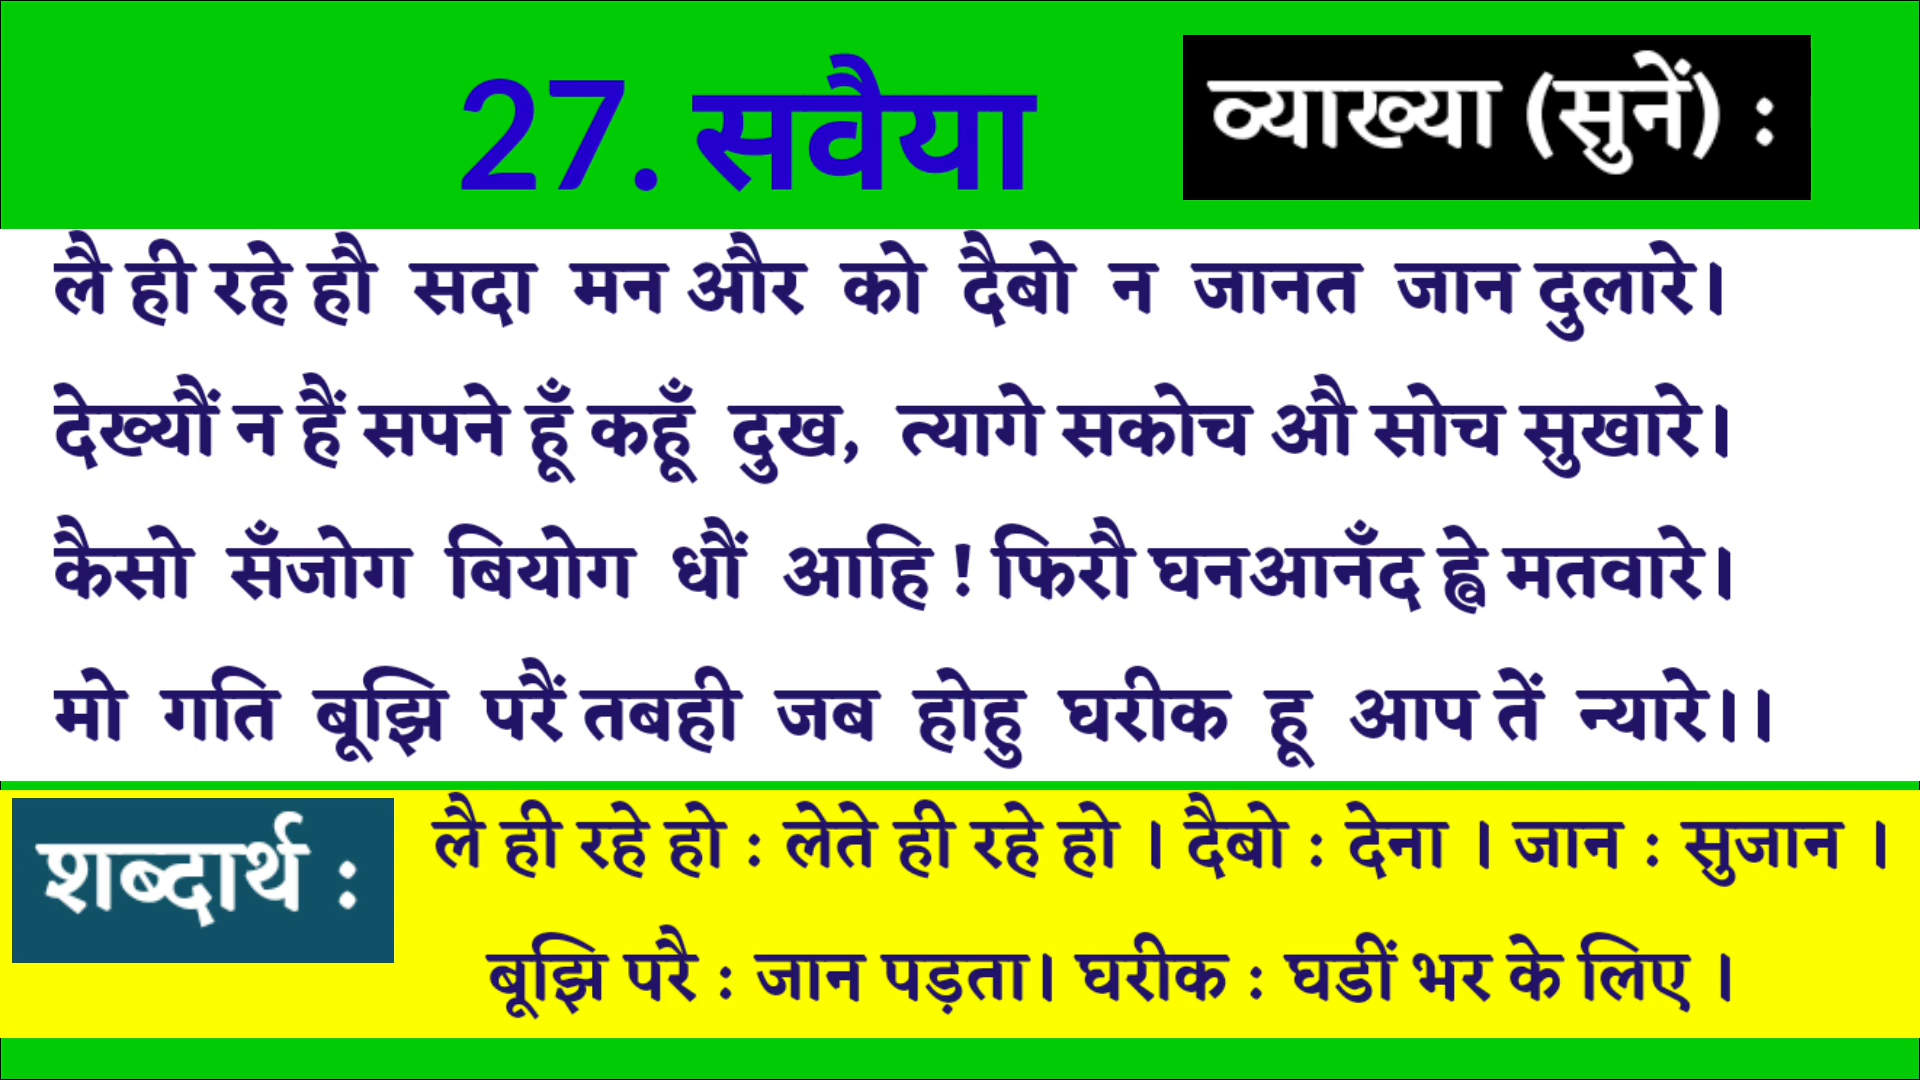 27. सवैया
व्याख्या (सुनें) :
लै ही रहे हौ सदा मन और को दैबो न जानत जान दुलारे।
देख्यौं न हैं सपने हूँ कहूँ दुख, त्यागे सकोच औ सोच सुखारे।
कैसो सँजोग बियोग धौं आहि ! फिरौ घनआनँद ह्वे मतवारे।
मो गति बूझि परैं तबही जब होहु घरीक हू आप तें न्यारे।।
शब्दार्थ :
लै ही रहे हो : लेते ही रहे हो । दैबो : देना । जान : सुजान ।
बूझि परै : जान पड़ता। घरीक : घडीं भर के लिए ।